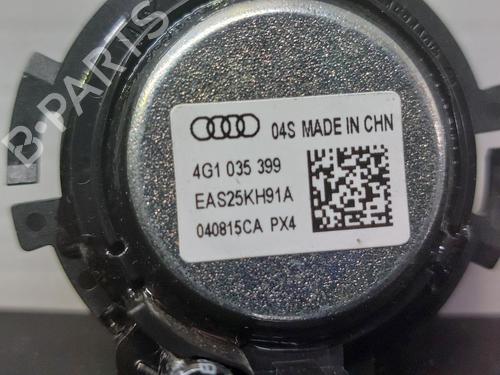 B-PARTS
04S MADE IN CHN
4G1 035 399
EAS25KH91A
040815CA PX4